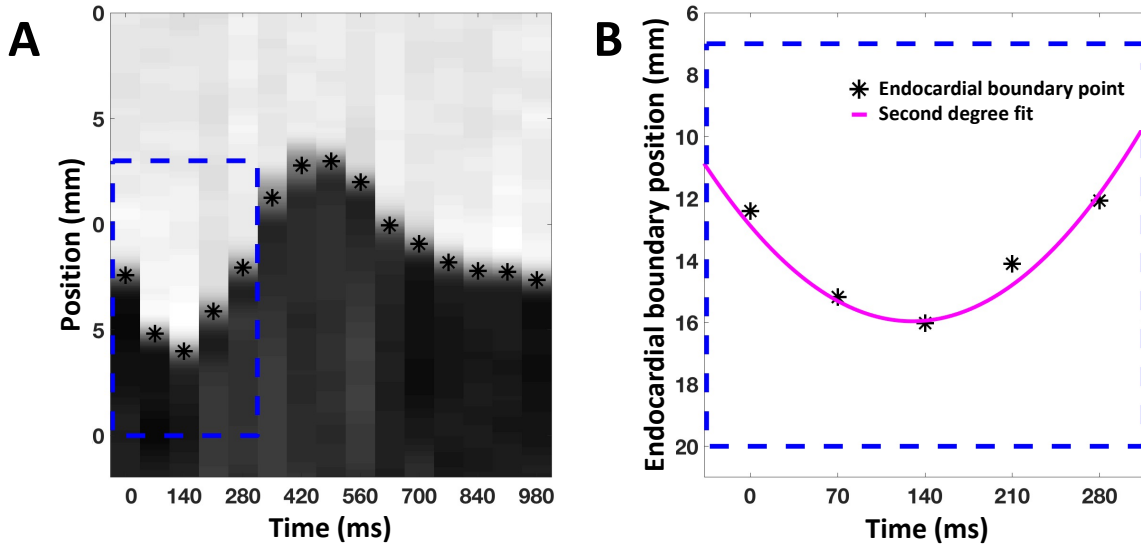 A
B
Position (mm)
0
5
0
5
0
0 140 280 420 560 700 840 980
Time (ms)
Endocardial boundary position (mm)
6
8
10
12
14
16
18
20
Endocardial boundary point
Second degree fit
0 70 140 210 280
Time (ms)